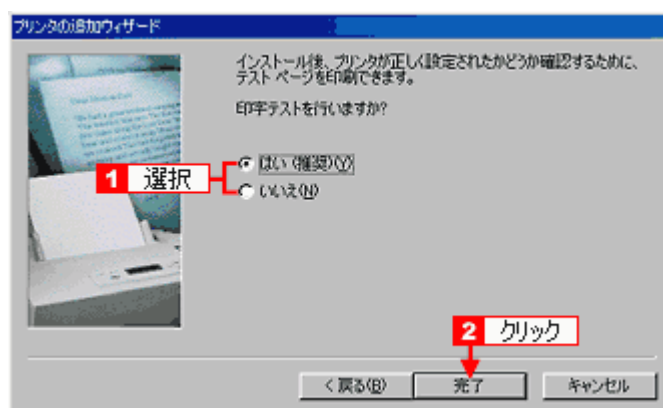 プリンタの追加ウィザード
インストール後、プリンタが正しく設定されたかどうか確認するために、
テスト ページを印刷できます。
印字テストを行いますか?
はい (推奨)(Y)
1 選択
いいえ(N)
2 クリック
< 戻る(B) 完了 キャンセル